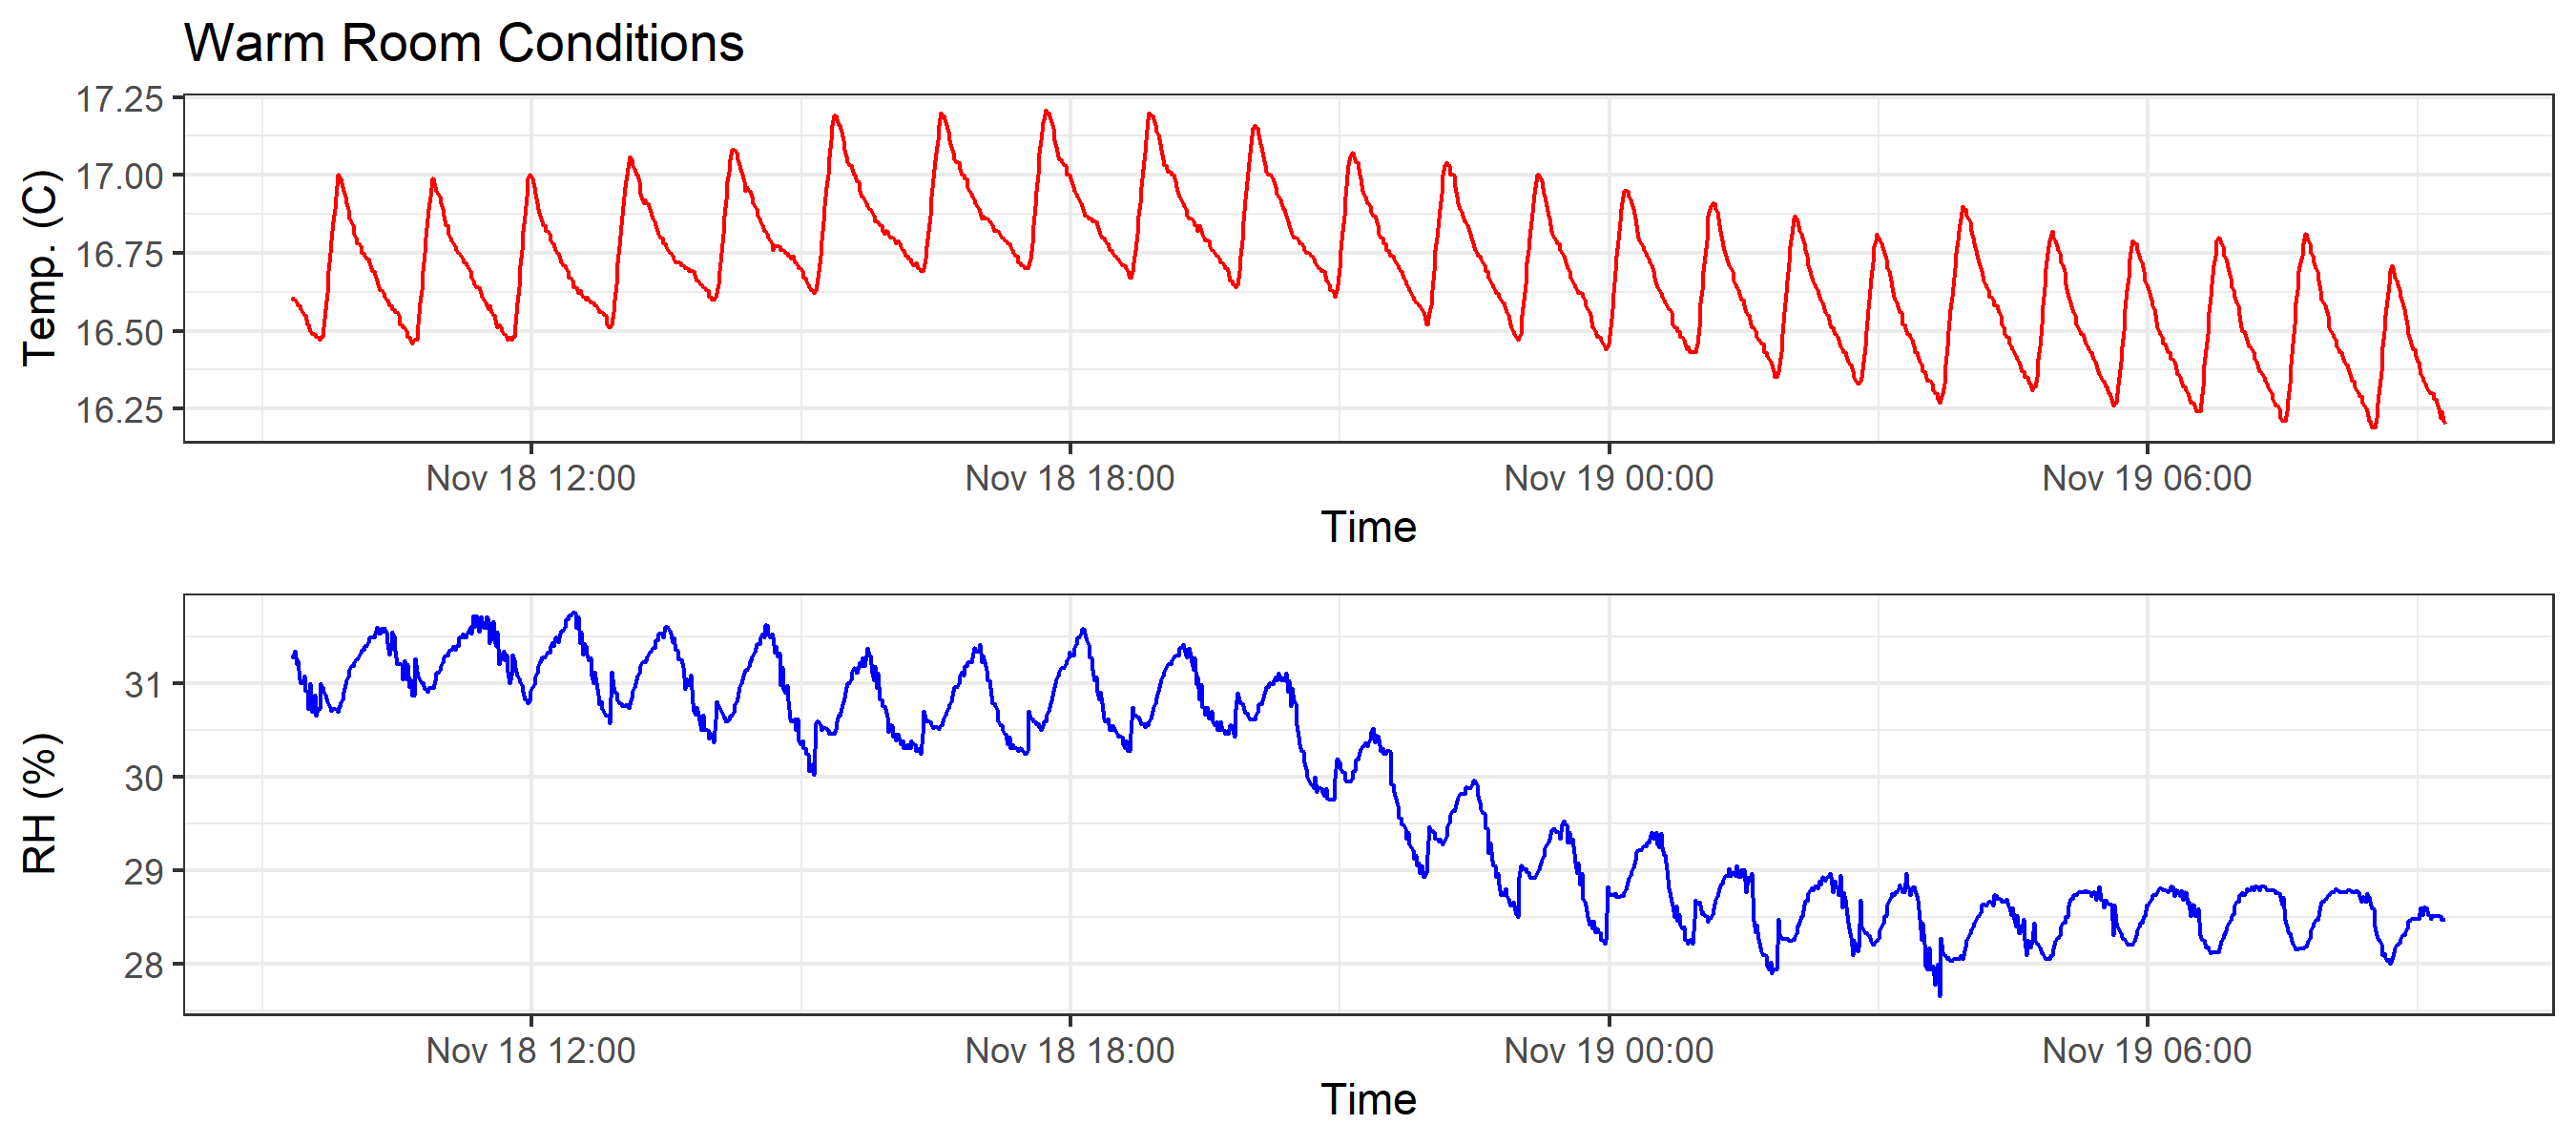 Warm Room Conditions
Temp. (C)
17.25
17.00
16.75
16.50
16.25
Nov 18 12:00 Nov 18 18:00 Nov 19 00:00 Nov 19 06:00
Time
RH (%)
31
30
29
28
Nov 18 12:00 Nov 18 18:00 Nov 19 00:00 Nov 19 06:00
Time